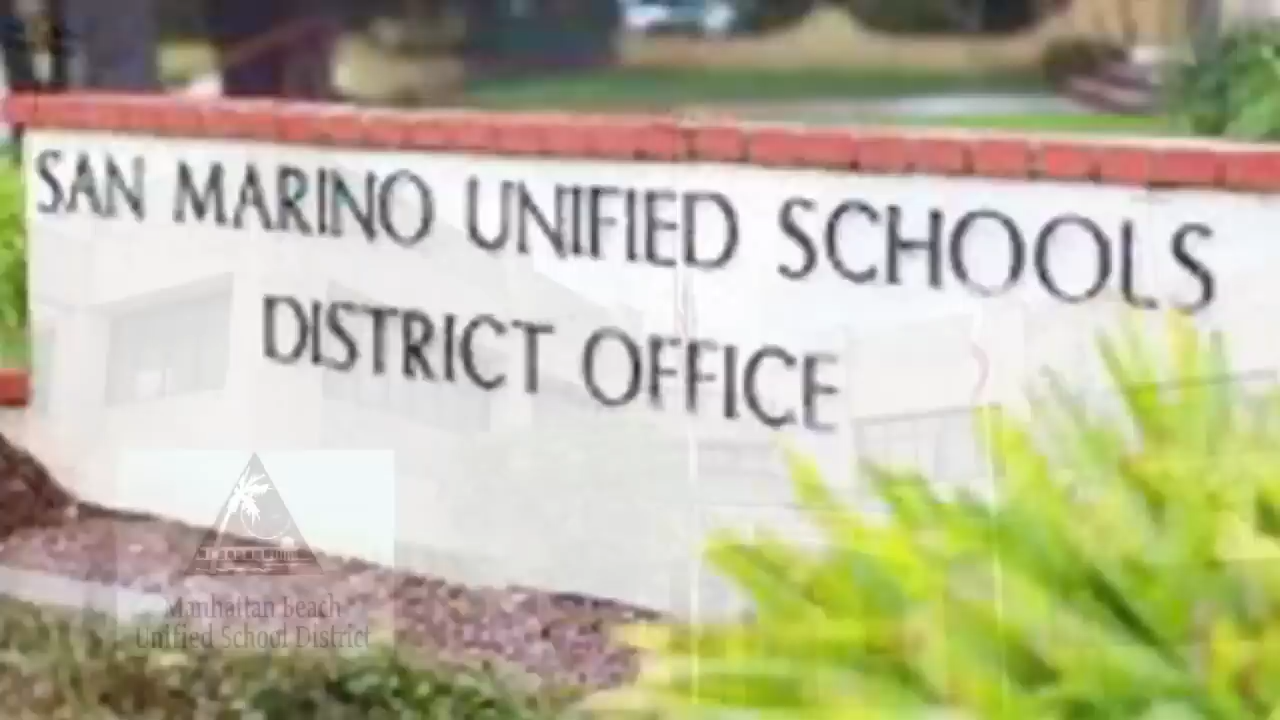 SAN MARINO UNIFIED SCHOOLS
DISTRICT OFFICE
Manhattan Beach
Unified School District